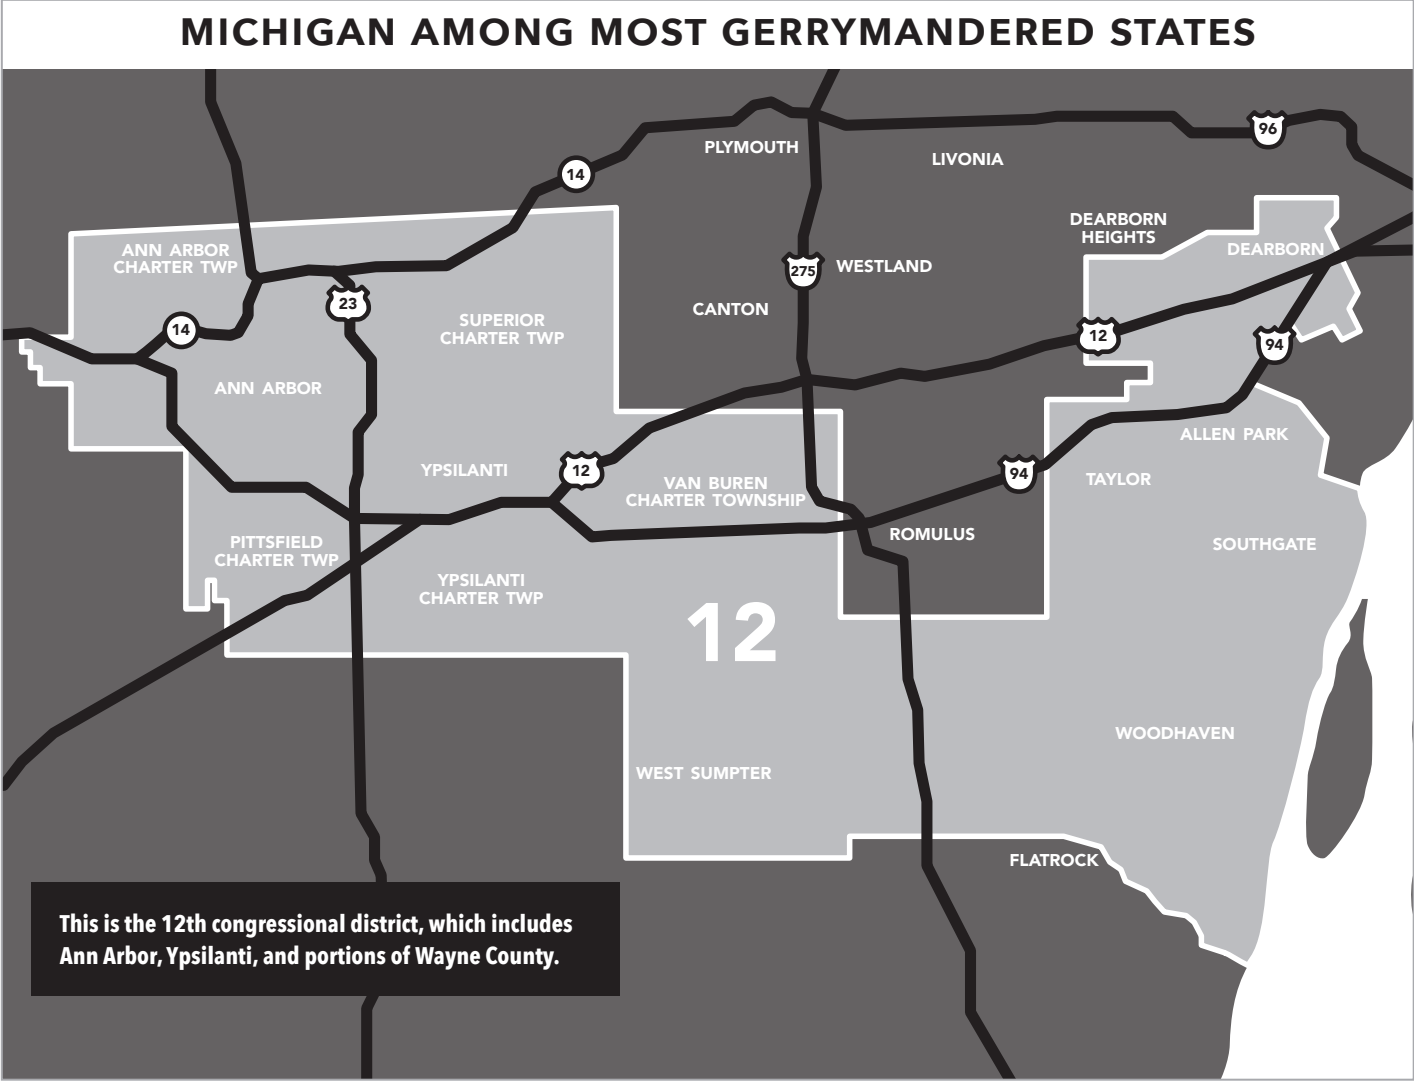 MICHIGAN AMONG MOST GERRYMANDERED STATES
96
PLYMOUTH
LIVONIA
14
DEARBORN
HEIGHTS
ANN ARBOR
CHARTER TWP
DEARBORN
275
WESTLAND
23
CANTON
14
SUPERIOR
CHARTER TWP
12
94
ANN ARBOR
ALLEN PARK
YPSILANTI
12
94
TAYLOR
VAN BUREN
CHARTER TOWNSHIP
ROMULUS
SOUTHGATE
PITTSFIELD
CHARTER TWP
YPSILANTI
CHARTER TWP
12
WOODHAVEN
WEST SUMPTER
FLATROCK
This is the 12th congressional district, which includes
Ann Arbor, Ypsilanti, and portions of Wayne County.